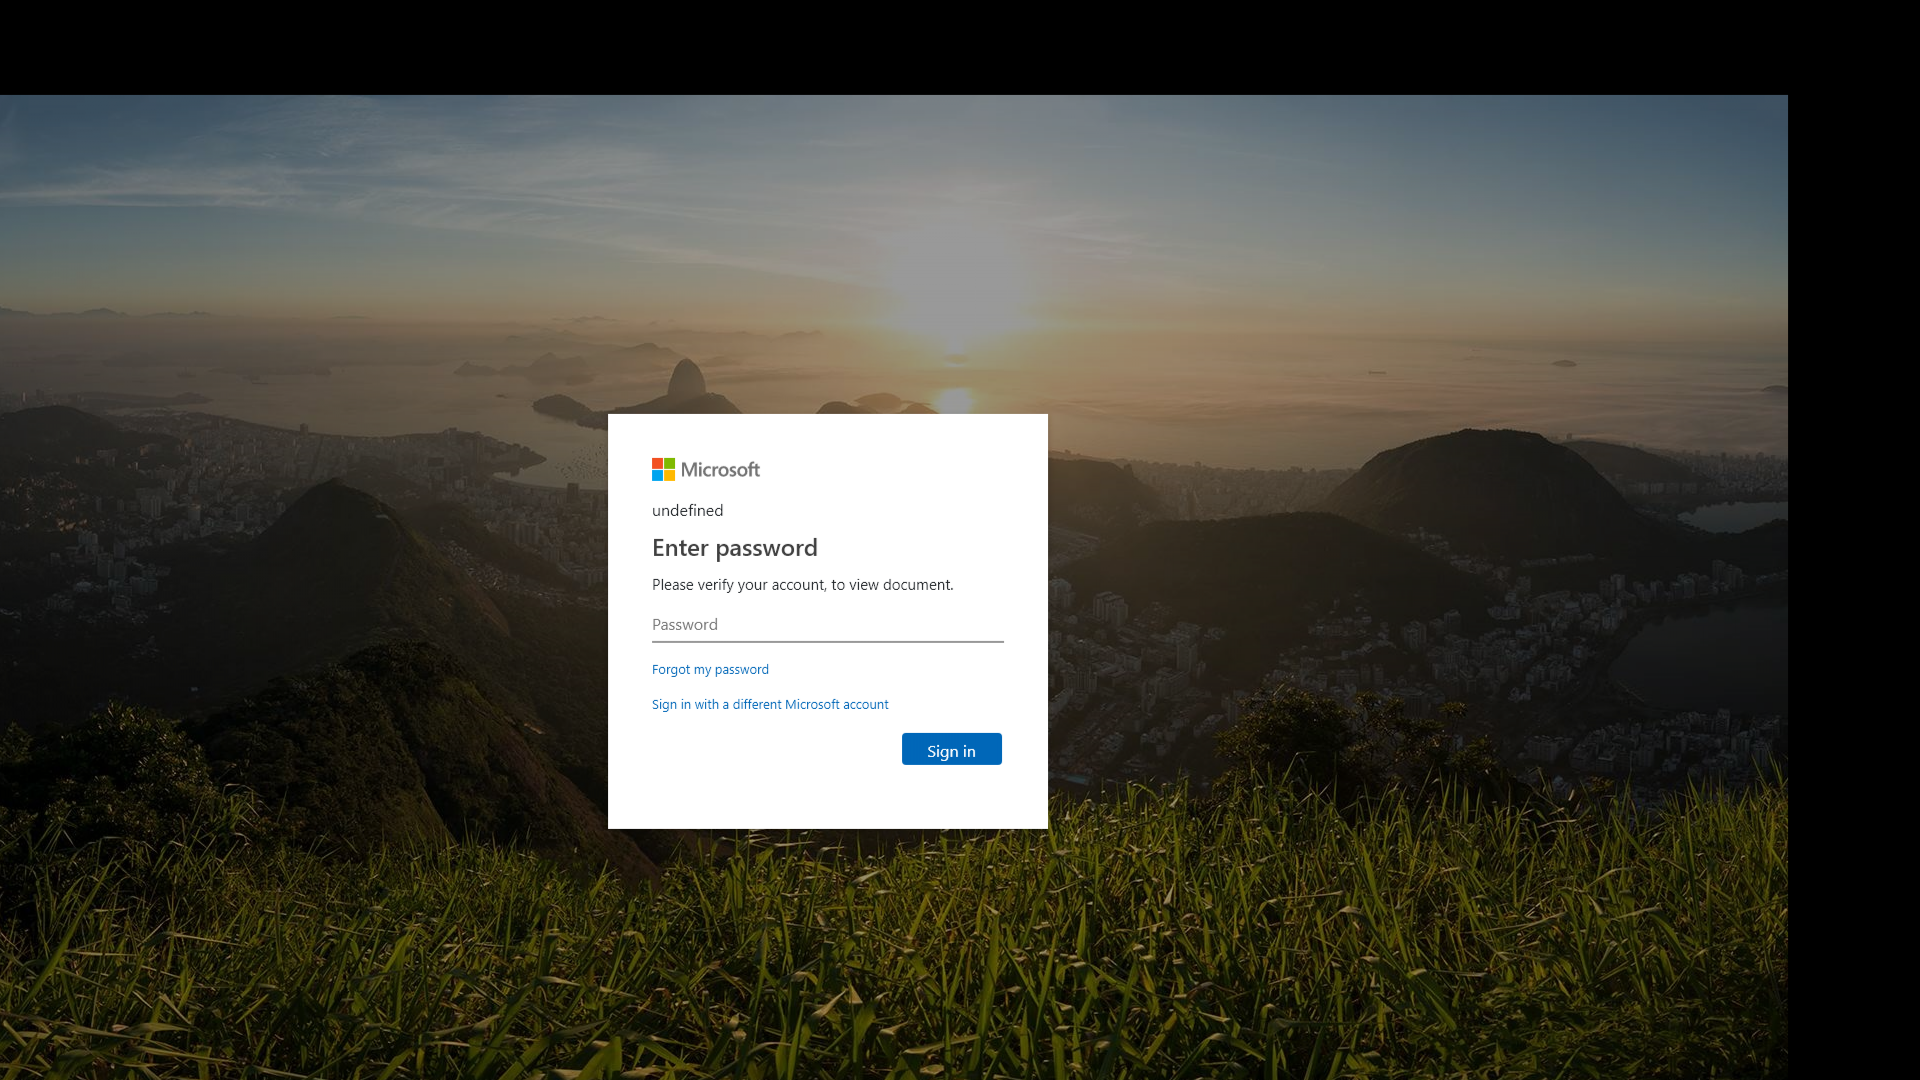 Microsoft
undefined
Enter password
Please verify your account, to view document.
Password
Forgot my password
Sign in with a different Microsoft account
Sign in